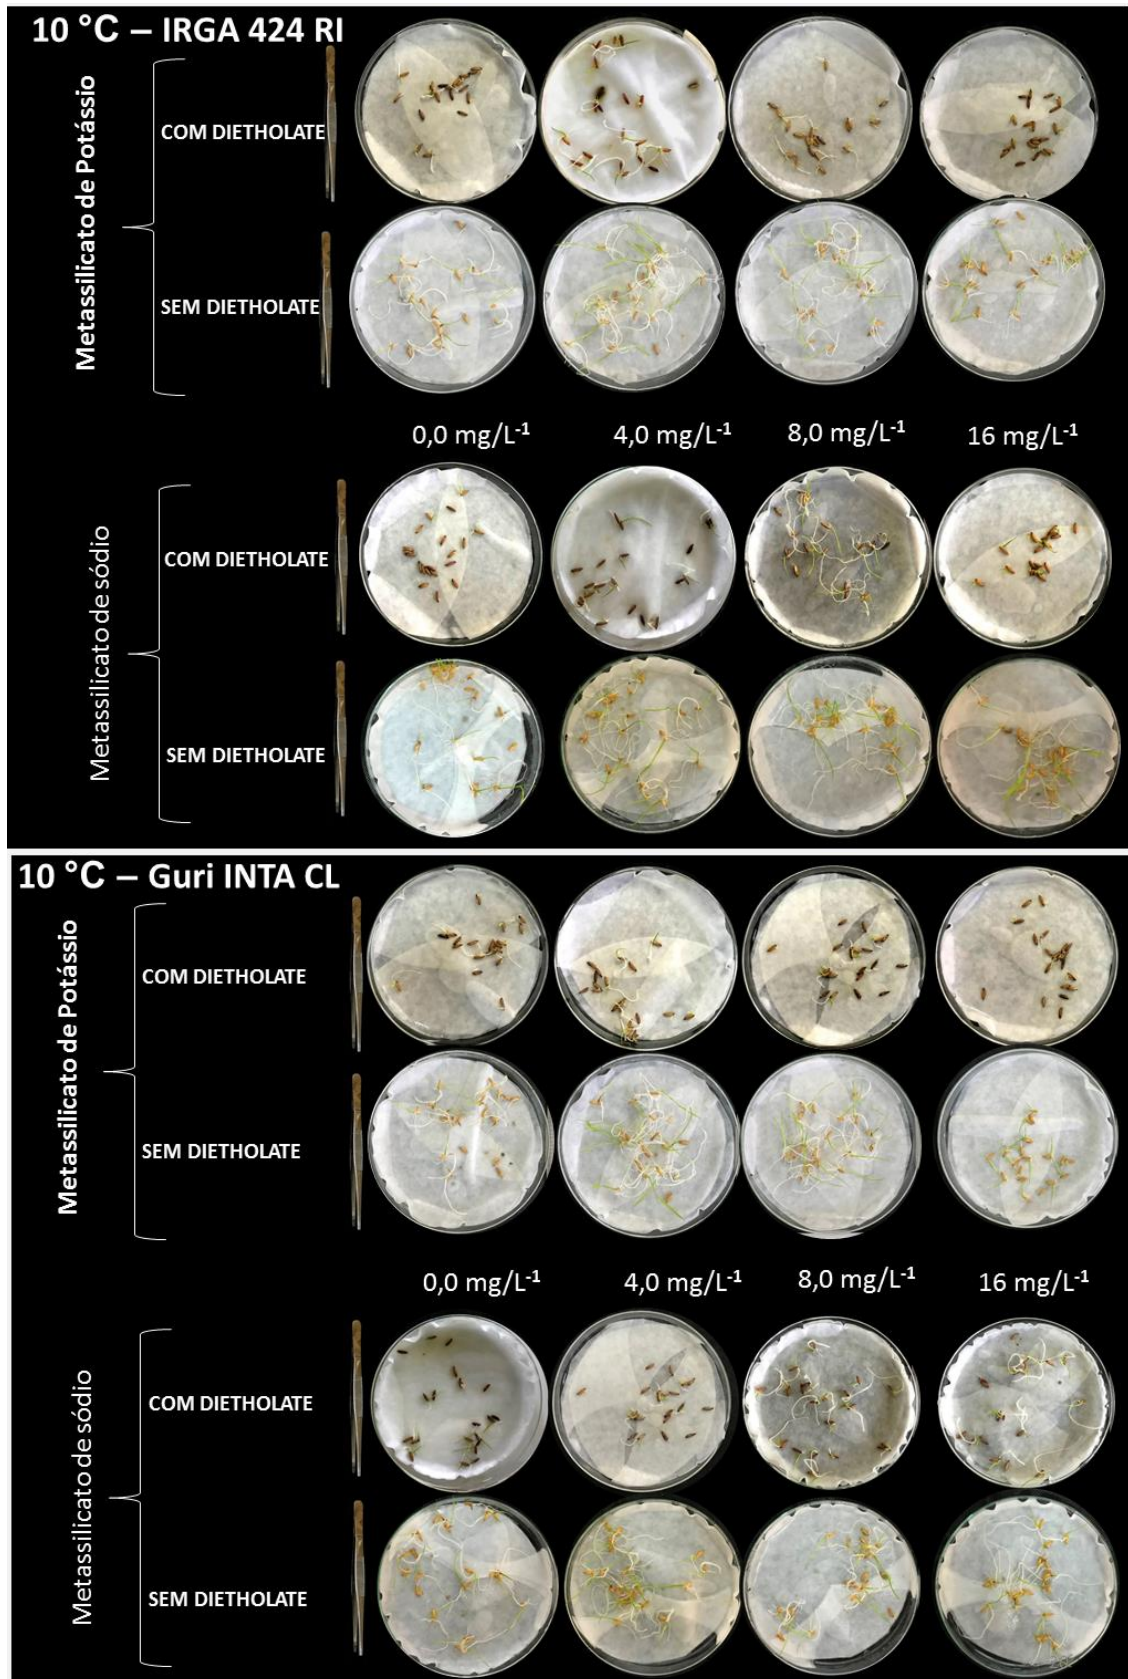 10 °C – IRGA 424 RI
Metassilicato de Potássio
COM DIETHOLATE
SEM DIETHOLATE
0,0 mg/L-1 4,0 mg/L-1 8,0 mg/L-1 16 mg/L-1
Metassilicato de sódio
COM DIETHOLATE
SEM DIETHOLATE
10 °C – Guri INTA CL
Metassilicato de Potássio
COM DIETHOLATE
SEM DIETHOLATE
0,0 mg/L-1 4,0 mg/L-1 8,0 mg/L-1 16 mg/L-1
Metassilicato de sódio
COM DIETHOLATE
SEM DIETHOLATE